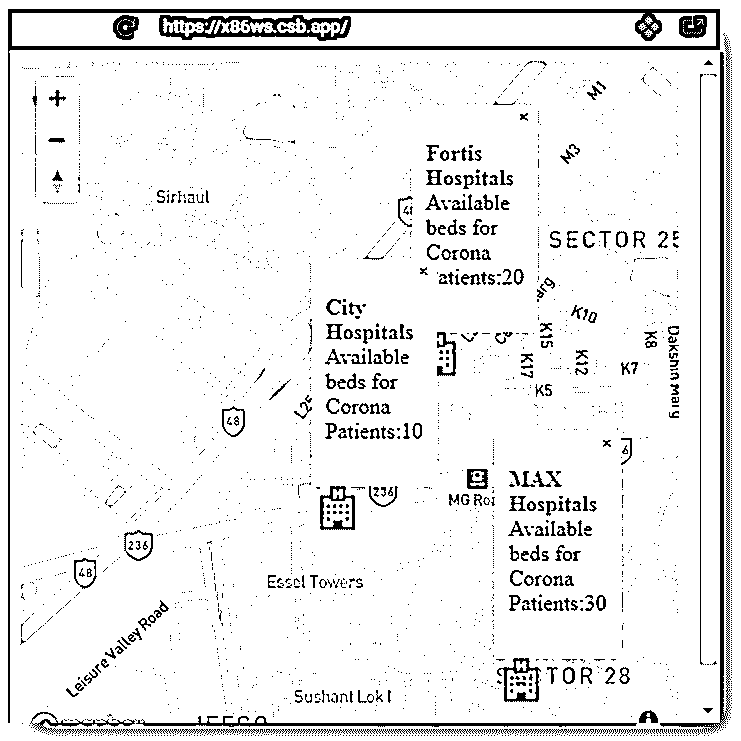 https://x86ws.csb.app/
+
−
×
M1
M3
Fortis
Hospitals
Available
beds for
Corona
atients:20
×
Sirhaul
SECTOR 25
City
Hospitals
Available
beds for
Corona
Patients:10
K10
K15
K17
K12
K5
K7
K8
Dakshin Marg
48
236
MG Ro
×
MAX
Hospitals
Available
beds for
Corona
Patients:30
236
48
Essel Towers
Leisure Valley Road
Sushant Lok I
TOR 28